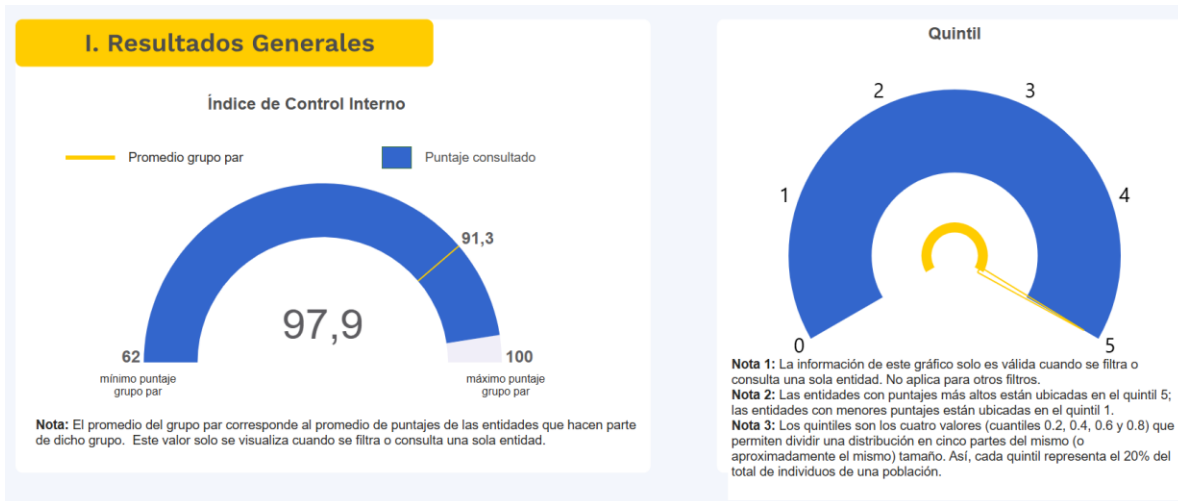 I. Resultados Generales
Índice de Control Interno
Promedio grupo par
Puntaje consultado
91,3
97,9
62
100
mínimo puntaje
grupo par
máximo puntaje
grupo par
Nota: El promedio del grupo par corresponde al promedio de puntajes de las entidades que hacen parte
de dicho grupo. Este valor solo se visualiza cuando se filtra o consulta una sola entidad.
Quintil
2
3
1
4
0
5
Nota 1: La información de este gráfico solo es válida cuando se filtra o
consulta una sola entidad. No aplica para otros filtros.
Nota 2: Las entidades con puntajes más altos están ubicadas en el quintil 5;
las entidades con menores puntajes están ubicadas en el quintil 1.
Nota 3: Los quintiles son los cuatro valores (cuantiles 0.2, 0.4, 0.6 y 0.8) que
permiten dividir una distribución en cinco partes del mismo (o
aproximadamente el mismo) tamaño. Así, cada quintil representa el 20% del
total de individuos de una población.